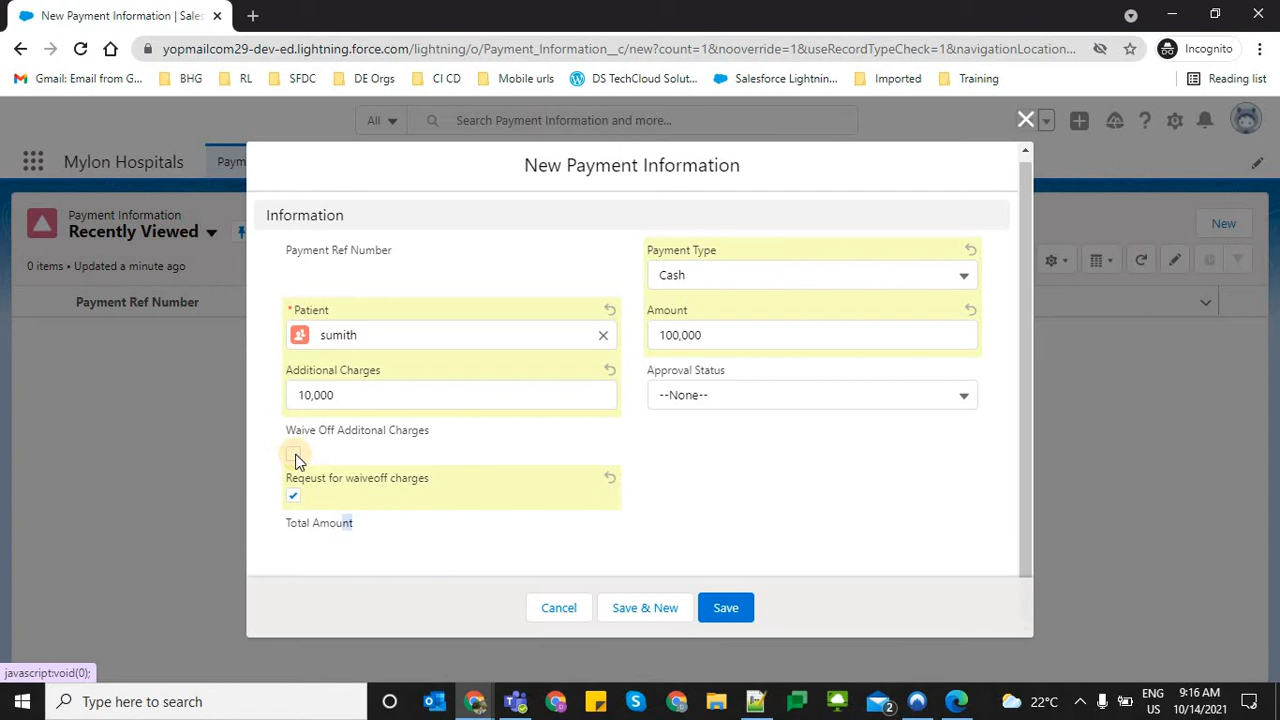 New Payment Information | Sales
yopmailcom29-dev-ed.lightning.force.com/lightning/o/Payment_Information__c/new?count=1&nooverride=1&useRecordTypeCheck=1&navigationLocation...
Incognito
Gmail: Email from G...
BHG
RL
SFDC
DE Orgs
CI CD
Mobile urls
DS TechCloud Solut...
Salesforce Lightnin...
Imported
Training
Reading list
All
Search Payment Information and more...
Mylon Hospitals
Paym
New Payment Information
Payment Information
Recently Viewed
New
0 items • Updated a minute ago
Payment Ref Number
Information
Payment Ref Number
Payment Type
Cash
*Patient
sumith
Amount
100,000
Additional Charges
10,000
Approval Status
--None--
Waive Off Additonal Charges
Reqeust for waiveoff charges
Total Amount
Cancel
Save & New
Save
javascript:void(0);
Type here to search
2
22°C
ENG
US
9:16 AM
10/14/2021